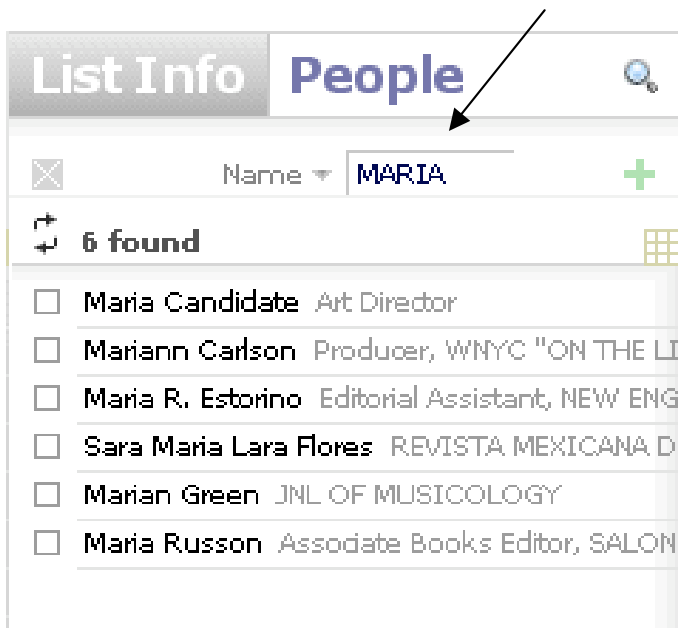 List Info People
Name MARIA
6 found
Maria Candidate Art Director
Mariann Carlson Producer, WNYC "ON THE LI
Maria R. Estorino Editorial Assistant, NEW ENG
Sara Maria Lara Flores REVISTA MEXICANA D
Marian Green JNL OF MUSICOLOGY
Maria Russon Associate Books Editor, SALON